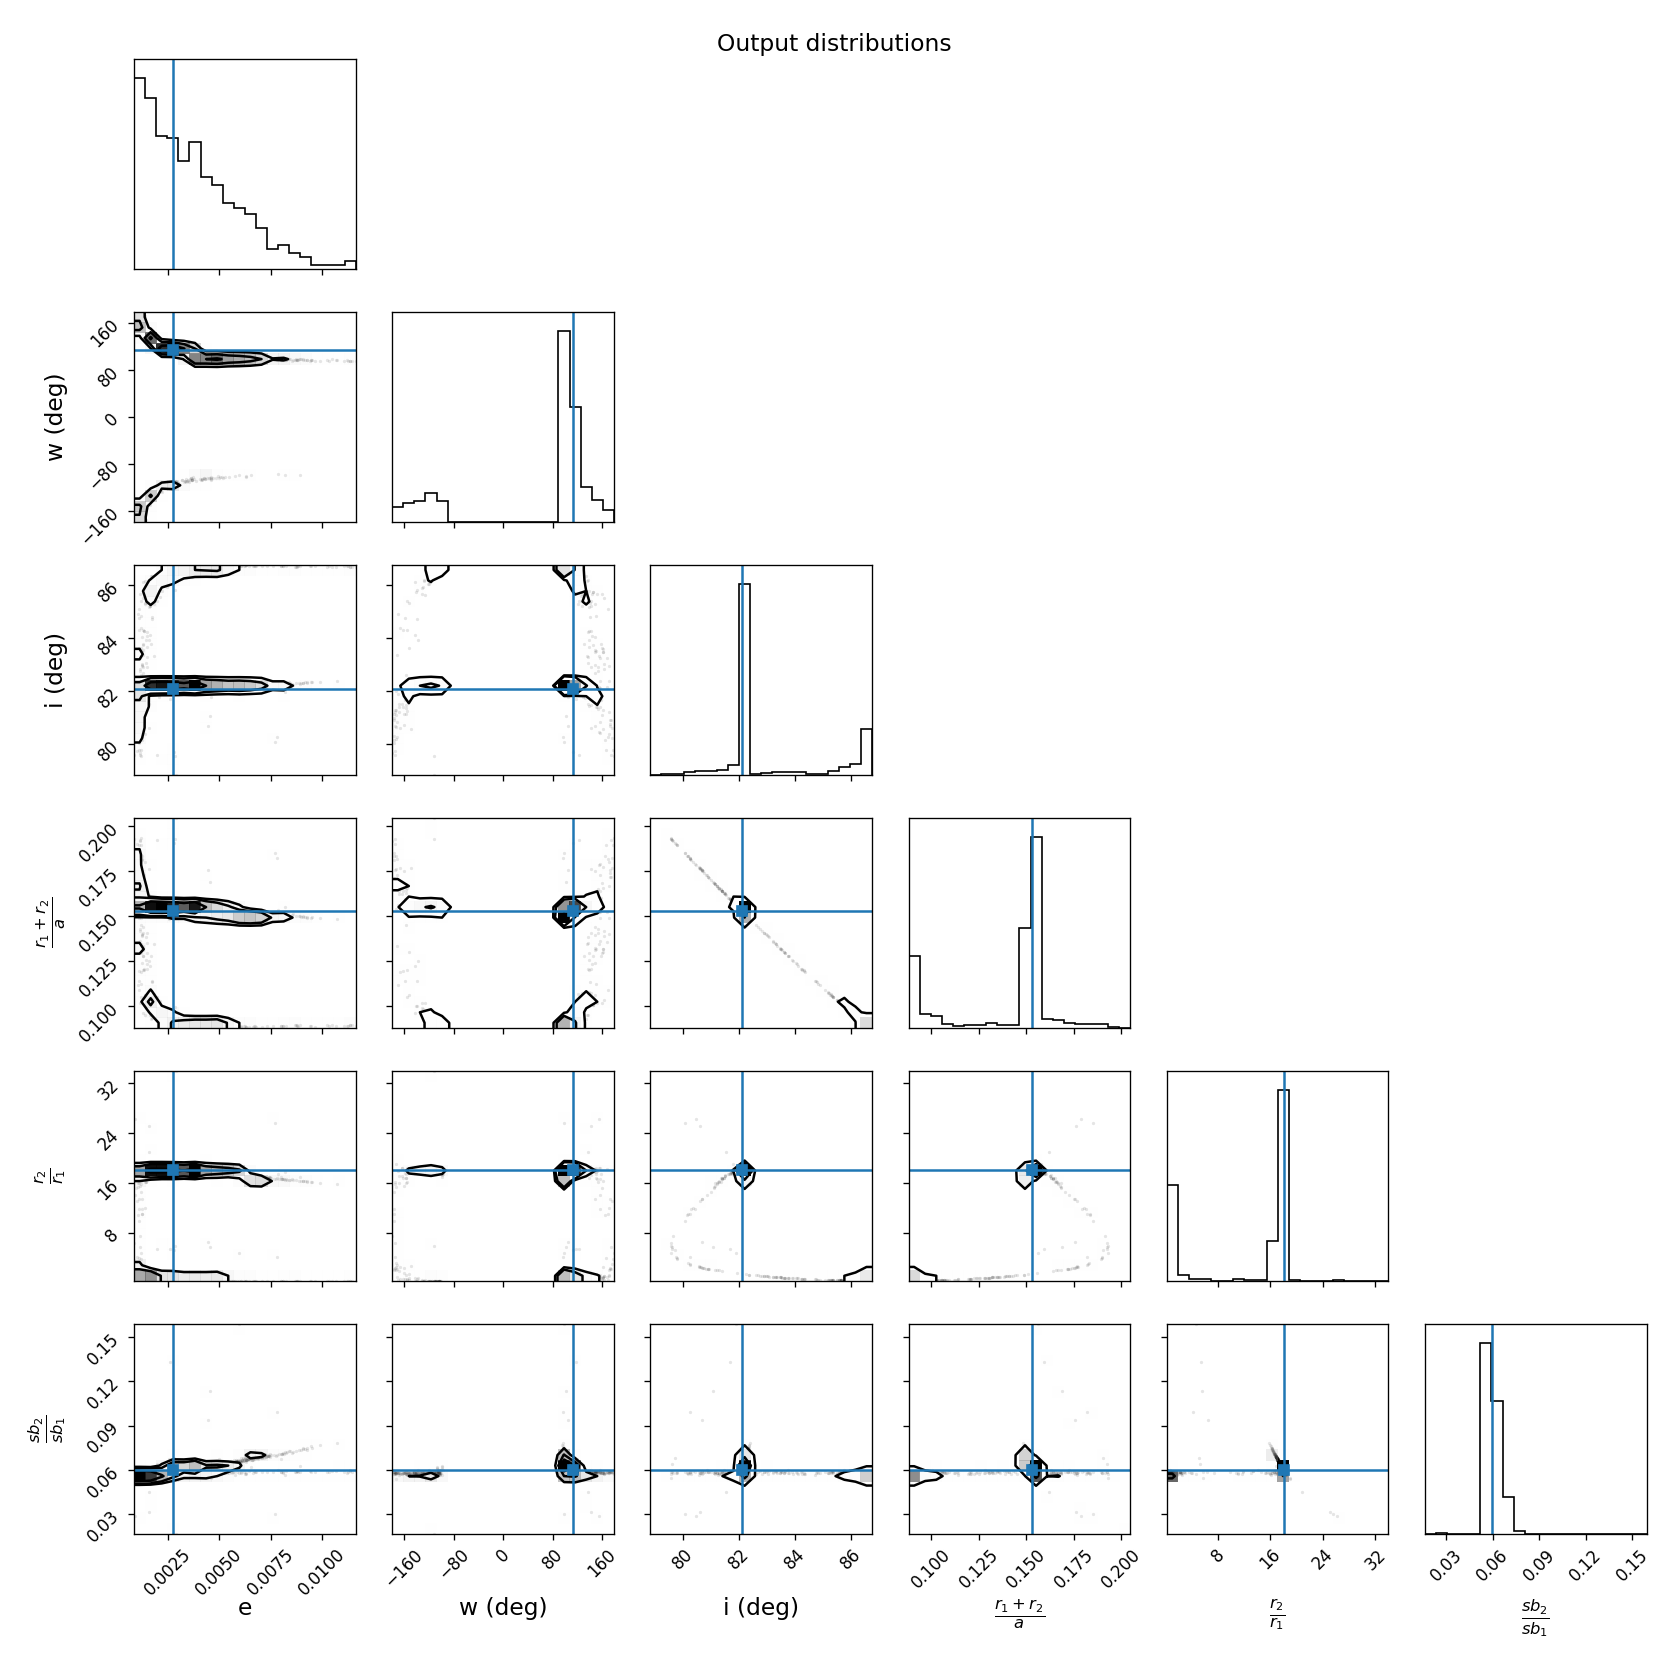 Output distributions
160
80
0
−80
−160
w (deg)
86
84
82
80
i (deg)
0.200
0.175
0.150
0.125
0.100
r₁ + r₂
a
32
24
16
8
r₂
r₁
0.15
0.12
0.09
0.06
0.03
sb₂
sb₁
0.0025 0.0050 0.0075 0.0100
−160 −80 0 80 160
80 82 84 86
0.100 0.125 0.150 0.175 0.200
8 16 24 32
0.03 0.06 0.09 0.12 0.15
e
w (deg)
i (deg)
r₁ + r₂
a
r₂
r₁
sb₂
sb₁